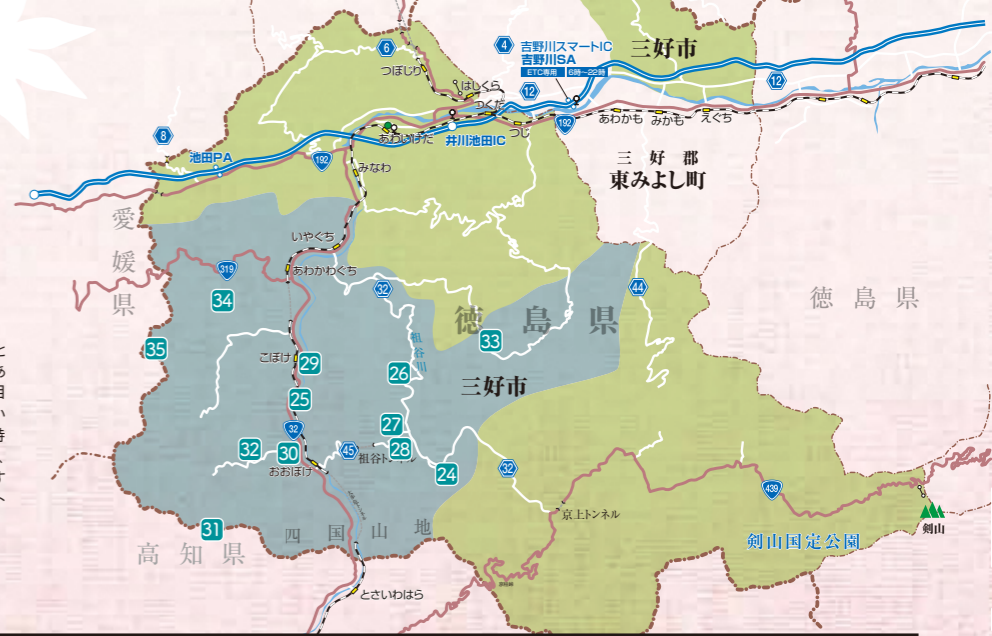 6
つぼじり
はしくら
つくだ
4
吉野川スマートIC
吉野川SA
ETC専用 6時～22時
三好市
12
12
8
池田PA
192
あわいけだ
井川池田IC
つじ
192
あわかも
みかも
えぐち
みなわ
三好郡
東みよし町
愛媛県
いやぐち
あわかわぐち
319
32
44
徳島県
徳島県
34
33
35
こぼけ
29
祖谷川
26
三好市
25
27
32
32
30
おおぼけ
45
祖谷トンネル
28
24
32
439
京上トンネル
剣山
剣山国定公園
31
高知県
四国山地
とさいわはら